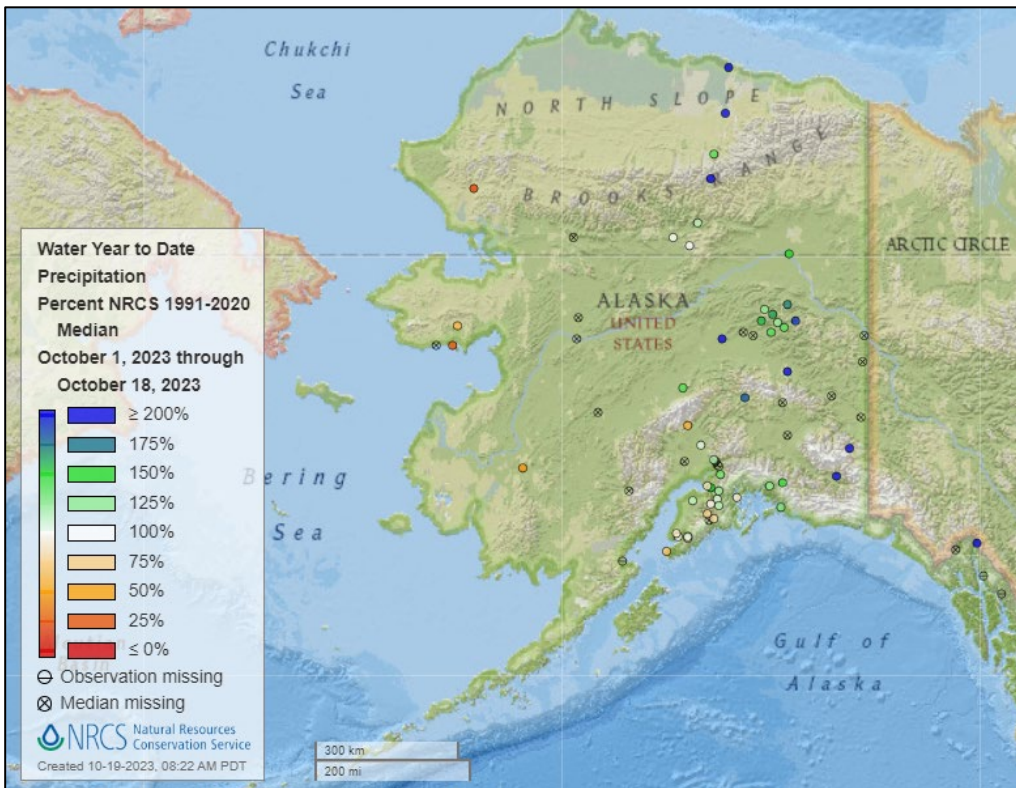 Chukchi
Sea
NORTH SLOPE
BROOKS RANGE
ARCTIC CIRCLE
ALASKA
UNITED
STATES
Bering
Sea
Gulf of
Alaska
Water Year to Date
Precipitation
Percent NRCS 1991-2020
Median
October 1, 2023 through
October 18, 2023
≥ 200%
175%
150%
125%
100%
75%
50%
25%
≤ 0%
Aleutian
Basin
Observation missing
Median missing
NRCS Natural Resources
Conservation Service
Created 10-19-2023, 08:22 AM PDT
300 km
200 mi